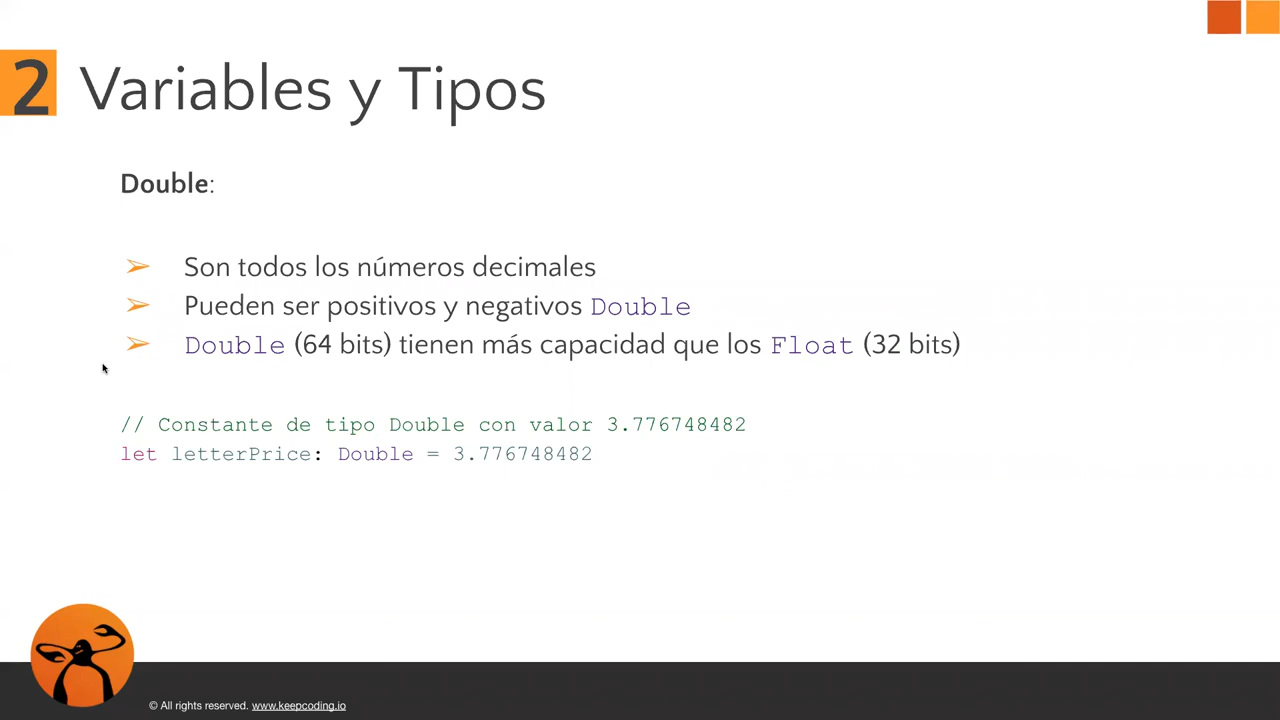 2 Variables y Tipos
Double:
➢ Son todos los números decimales
➢ Pueden ser positivos y negativos Double
➢ Double (64 bits) tienen más capacidad que los Float (32 bits)
// Constante de tipo Double con valor 3.776748482
let letterPrice: Double = 3.776748482
© All rights reserved. www.keepcoding.io